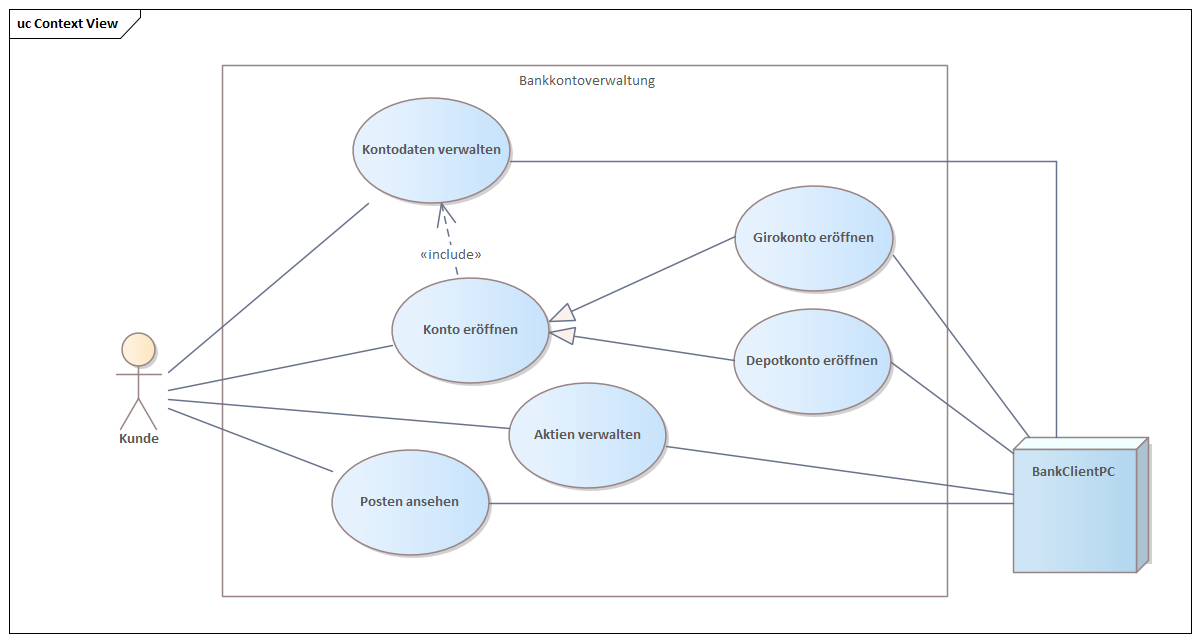 uc Context View
Bankkontoverwaltung
Kontodaten verwalten
Girokonto eröffnen
«include»
Konto eröffnen
Depotkonto eröffnen
Aktien verwalten
Kunde
BankClientPC
Posten ansehen